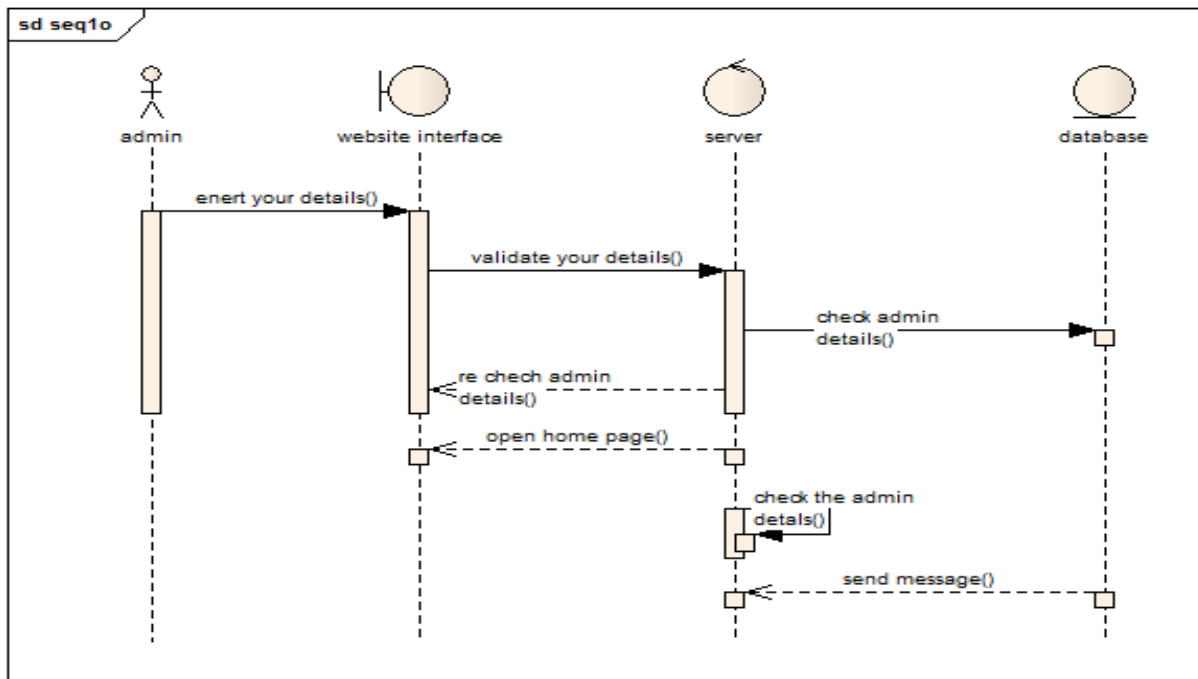 sd seq1o
admin
website interface
server
database
enert your details()
validate your details()
check admin
details()
re chech admin
details()
open home page()
check the admin
detals()
send message()